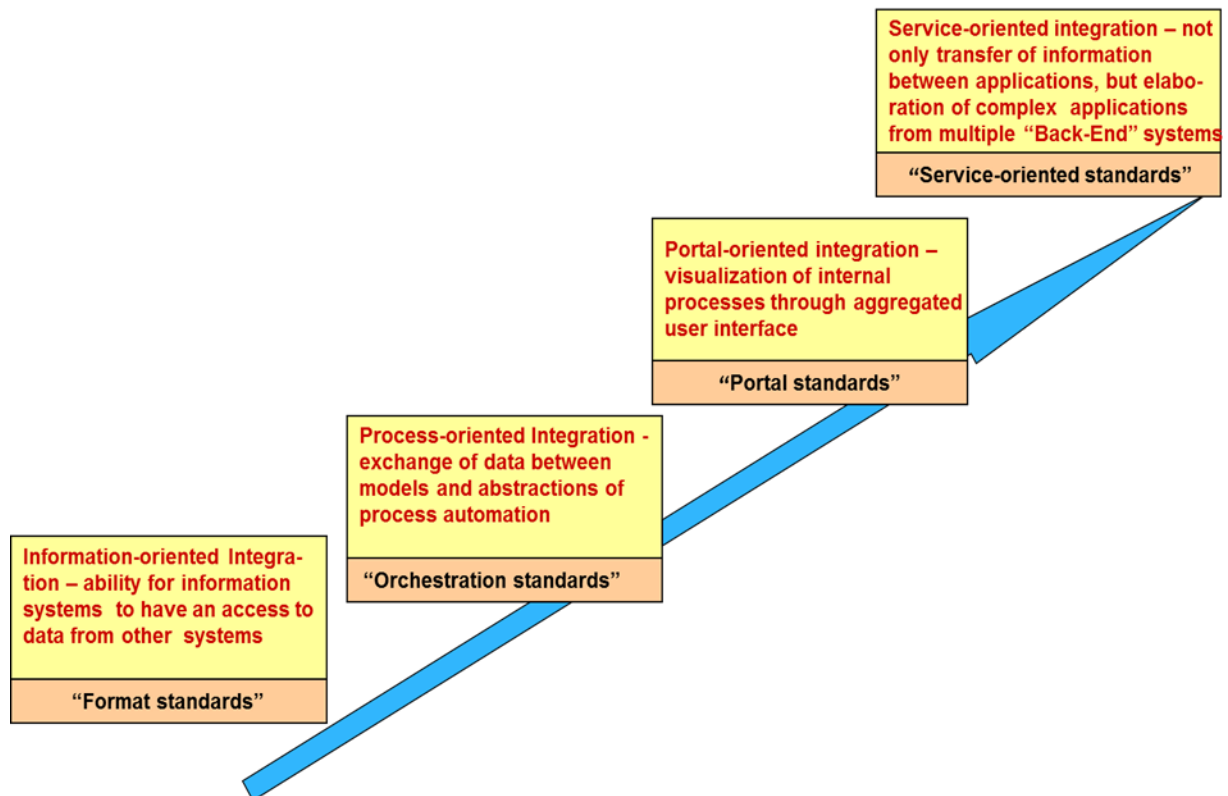 Service-oriented integration – not
only transfer of information
between applications, but elabo-
ration of complex applications
from multiple “Back-End” systems
“Service-oriented standards”
Portal-oriented integration –
visualization of internal
processes through aggregated
user interface
“Portal standards”
Process-oriented Integration -
exchange of data between
models and abstractions of
process automation
“Orchestration standards”
Information-oriented Integra-
tion – ability for information
systems to have an access to
data from other systems
“Format standards”